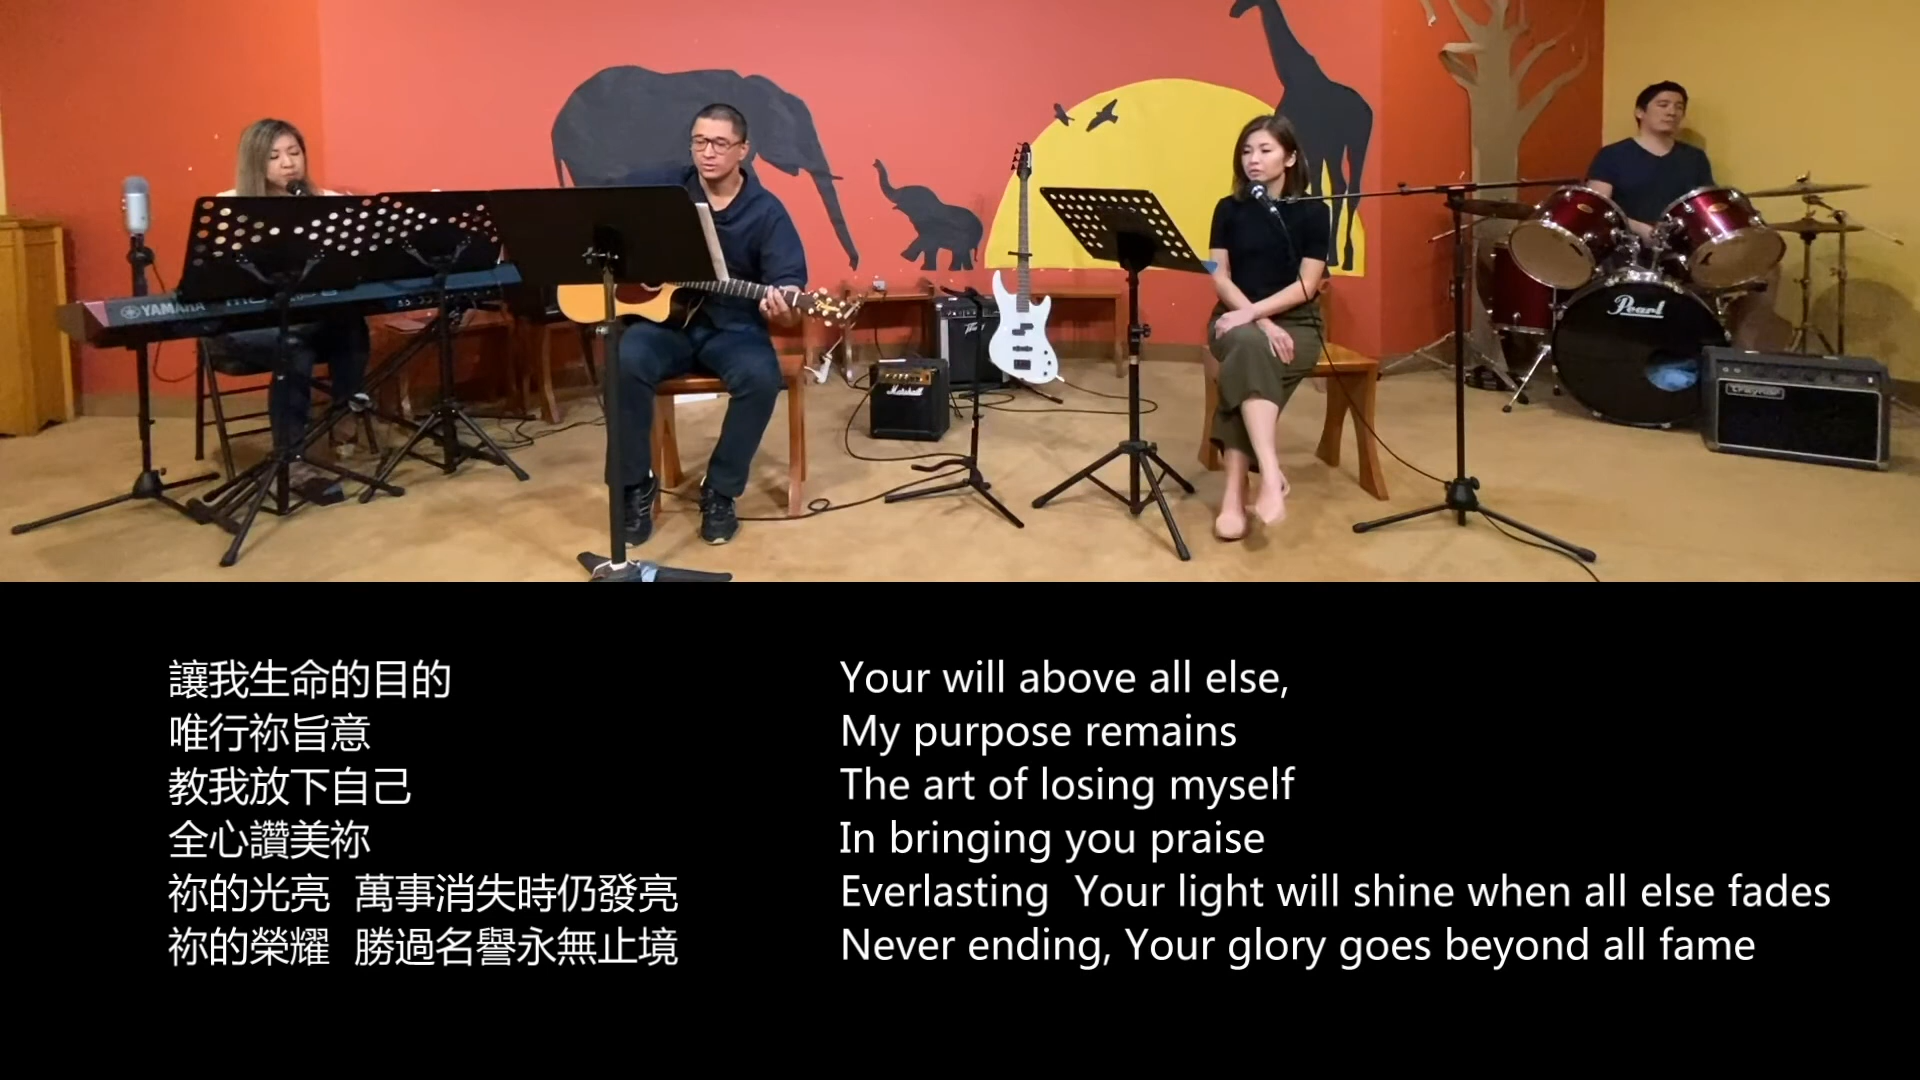 YAMAHA
Marshall
Pearl
Traynor
讓我生命的目的
唯行祢旨意
教我放下自己
全心讚美祢
祢的光亮 萬事消失時仍發亮
祢的榮耀 勝過名譽永無止境
Your will above all else,
My purpose remains
The art of losing myself
In bringing you praise
Everlasting Your light will shine when all else fades
Never ending, Your glory goes beyond all fame